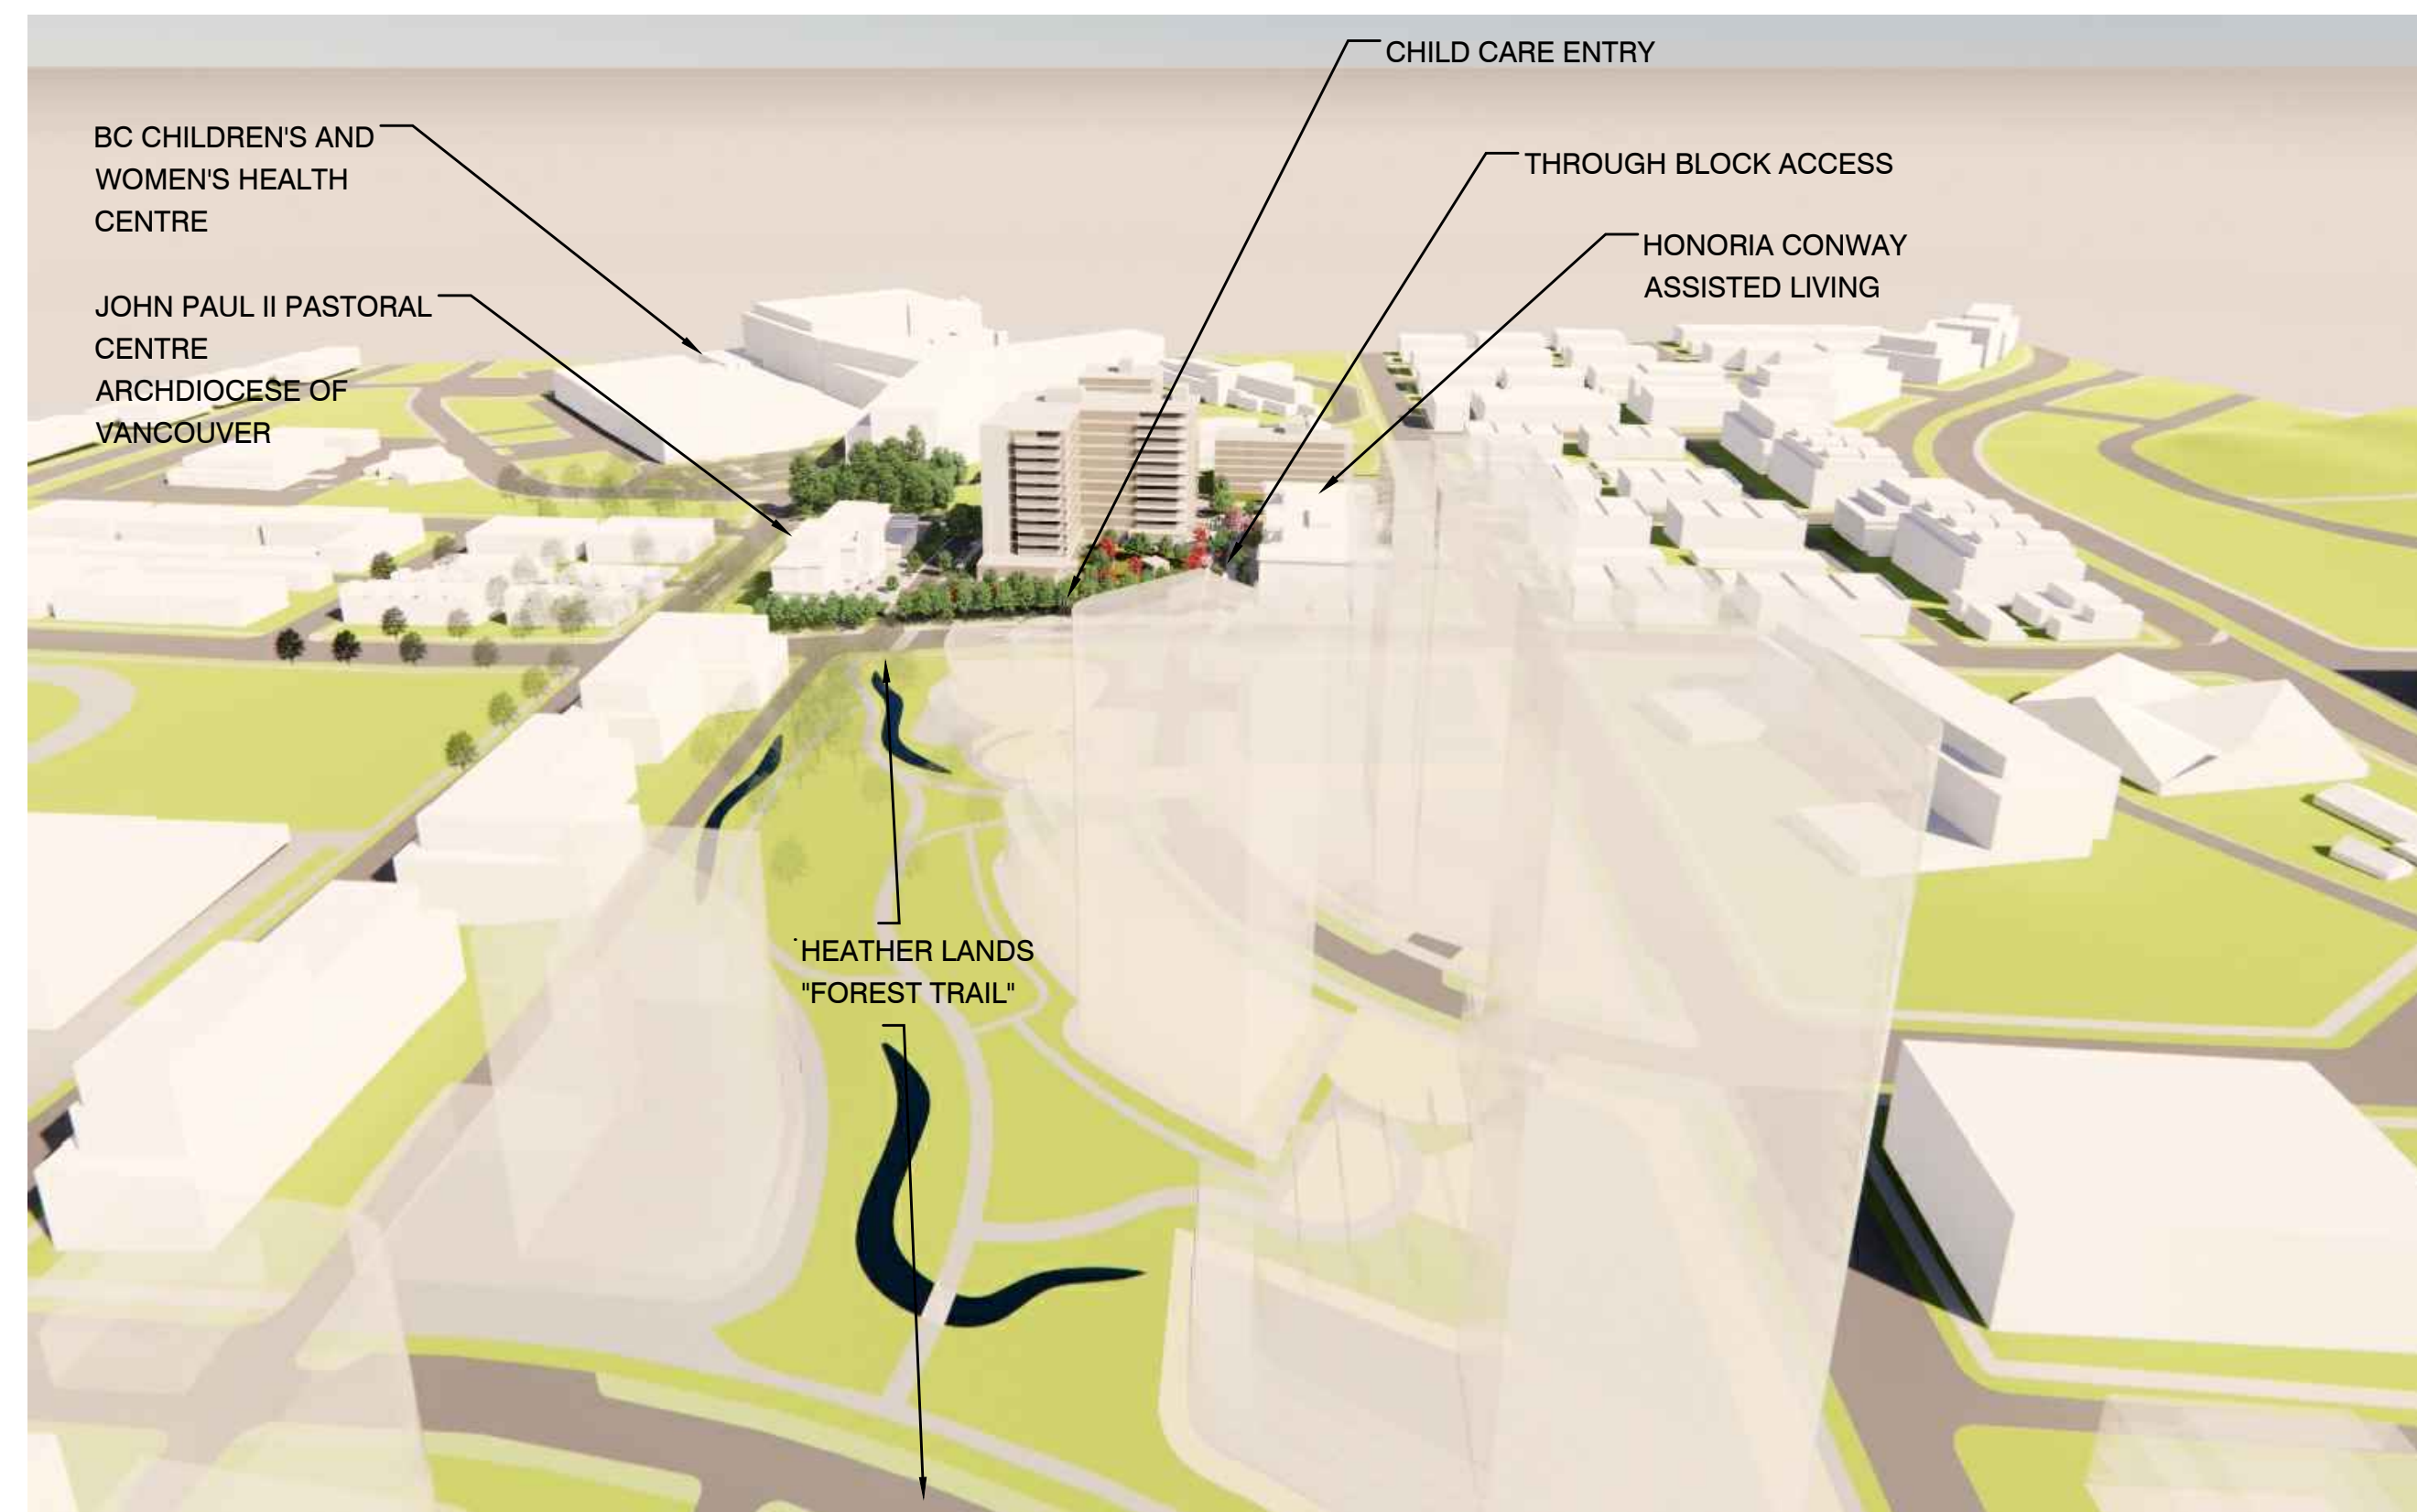 CHILD CARE ENTRY
BC CHILDREN'S AND
WOMEN'S HEALTH
CENTRE
THROUGH BLOCK ACCESS
HONORIA CONWAY
ASSISTED LIVING
JOHN PAUL II PASTORAL
CENTRE
ARCHDIOCESE OF
VANCOUVER
HEATHER LANDS
"FOREST TRAIL"